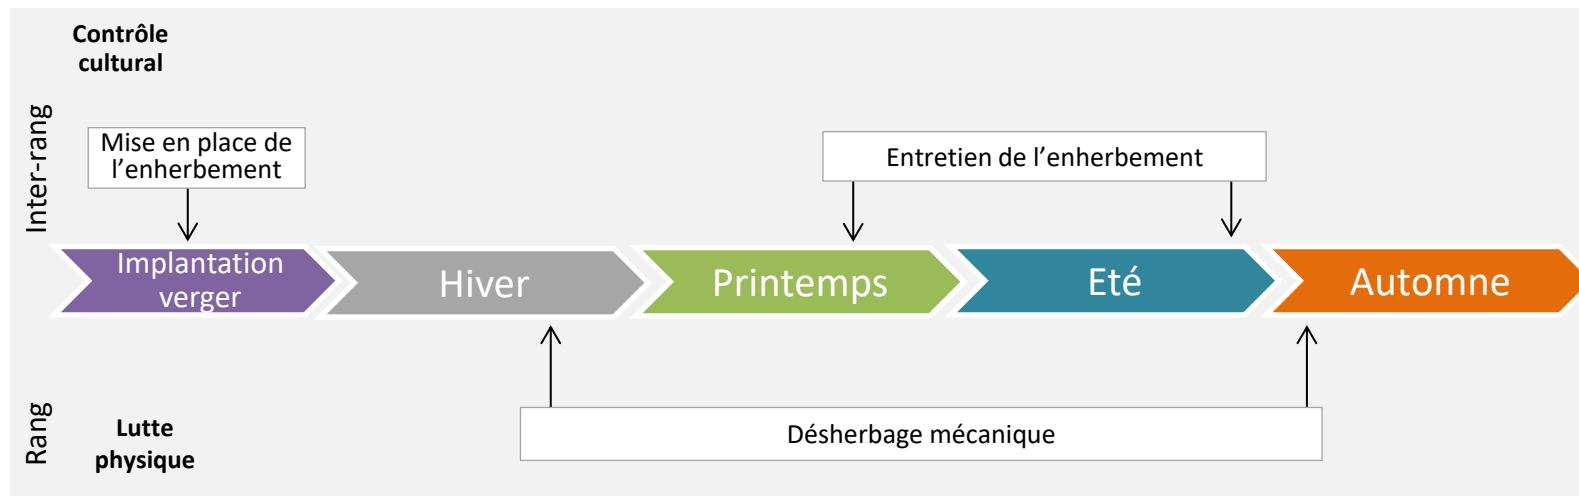 Contrôle
cultural
Inter-rang
Mise en place de
l’enherbement
Entretien de l’enherbement
Implantation
verger
Hiver
Printemps
Eté
Automne
Rang
Lutte
physique
Désherbage mécanique